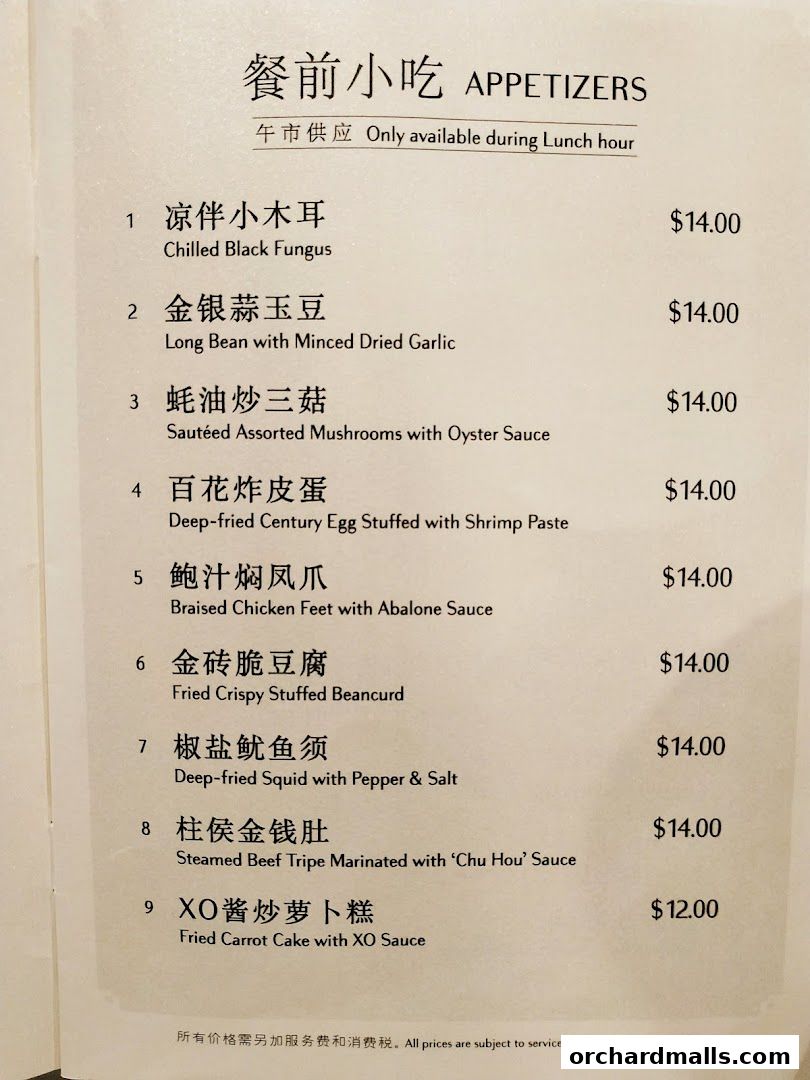 餐前小吃 APPETIZERS
午市供应 Only available during Lunch hour
1 凉伴小木耳 $14.00
Chilled Black Fungus
2 金银蒜玉豆 $14.00
Long Bean with Minced Dried Garlic
3 蚝油炒三菇 $14.00
Sautéed Assorted Mushrooms with Oyster Sauce
4 百花炸皮蛋 $14.00
Deep-fried Century Egg Stuffed with Shrimp Paste
5 鲍汁焖凤爪 $14.00
Braised Chicken Feet with Abalone Sauce
6 金砖脆豆腐 $14.00
Fried Crispy Stuffed Beancurd
7 椒盐鱿鱼须 $14.00
Deep-fried Squid with Pepper & Salt
8 柱侯金钱肚 $14.00
Steamed Beef Tripe Marinated with ‘Chu Hou’ Sauce
9 XO酱炒萝卜糕 $12.00
Fried Carrot Cake with XO Sauce
所有价格需另加服务费和消费税。All prices are subject to service
orchardmalls.com